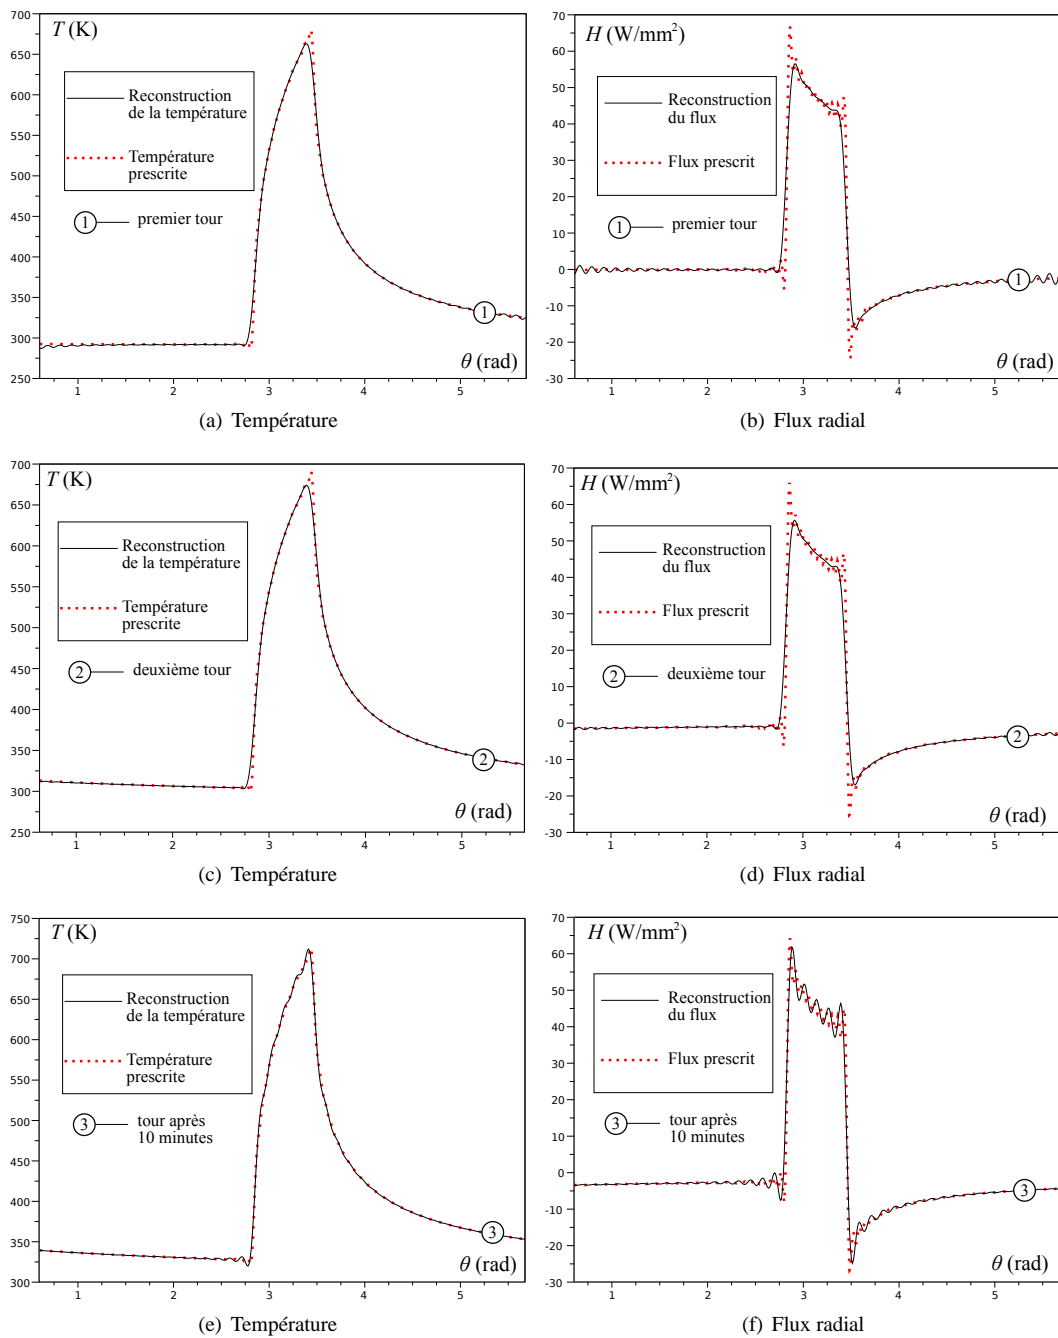 T (K)
700
650
600
550
500
450
400
350
300
250
Reconstruction
de la température
Température
prescrite
1 premier tour
1
θ (rad)
1 2 3 4 5
(a) Température
H (W/mm²)
70
60
50
40
30
20
10
0
-10
-20
-30
Reconstruction
du flux
Flux prescrit
1 premier tour
1
θ (rad)
1 2 3 4 5
(b) Flux radial
T (K)
700
650
600
550
500
450
400
350
300
250
Reconstruction
de la température
Température
prescrite
2 deuxième tour
2
θ (rad)
1 2 3 4 5
(c) Température
H (W/mm²)
70
60
50
40
30
20
10
0
-10
-20
-30
Reconstruction
du flux
Flux prescrit
2 deuxième tour
2
θ (rad)
1 2 3 4 5
(d) Flux radial
T (K)
750
700
650
600
550
500
450
400
350
300
Reconstruction
de la température
Température
prescrite
3 tour après
10 minutes
3
θ (rad)
1 2 3 4 5
(e) Température
H (W/mm²)
70
60
50
40
30
20
10
0
-10
-20
-30
Reconstruction
du flux
Flux prescrit
3 tour après
10 minutes
3
θ (rad)
1 2 3 4 5
(f) Flux radial